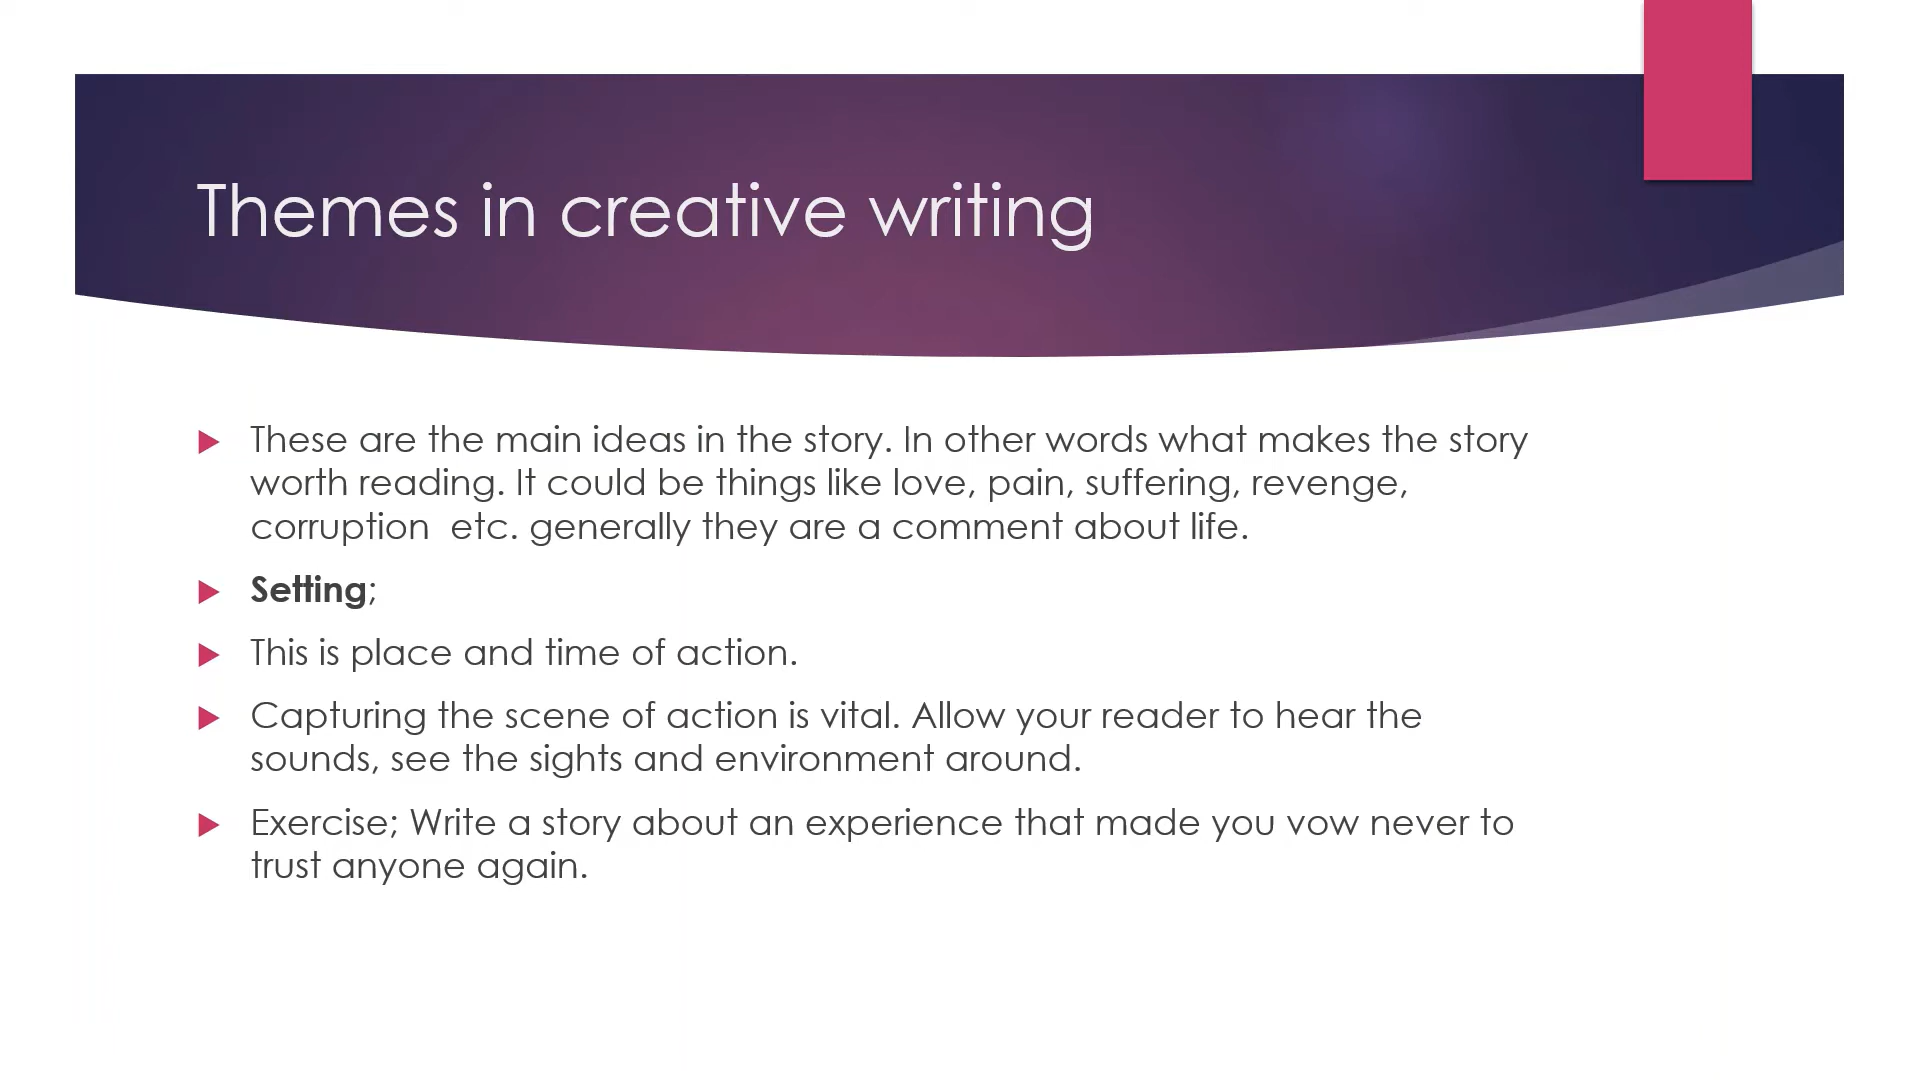 Themes in creative writing
These are the main ideas in the story. In other words what makes the story
worth reading. It could be things like love, pain, suffering, revenge,
corruption  etc. generally they are a comment about life.
Setting;
This is place and time of action.
Capturing the scene of action is vital. Allow your reader to hear the
sounds, see the sights and environment around.
Exercise; Write a story about an experience that made you vow never to
trust anyone again.